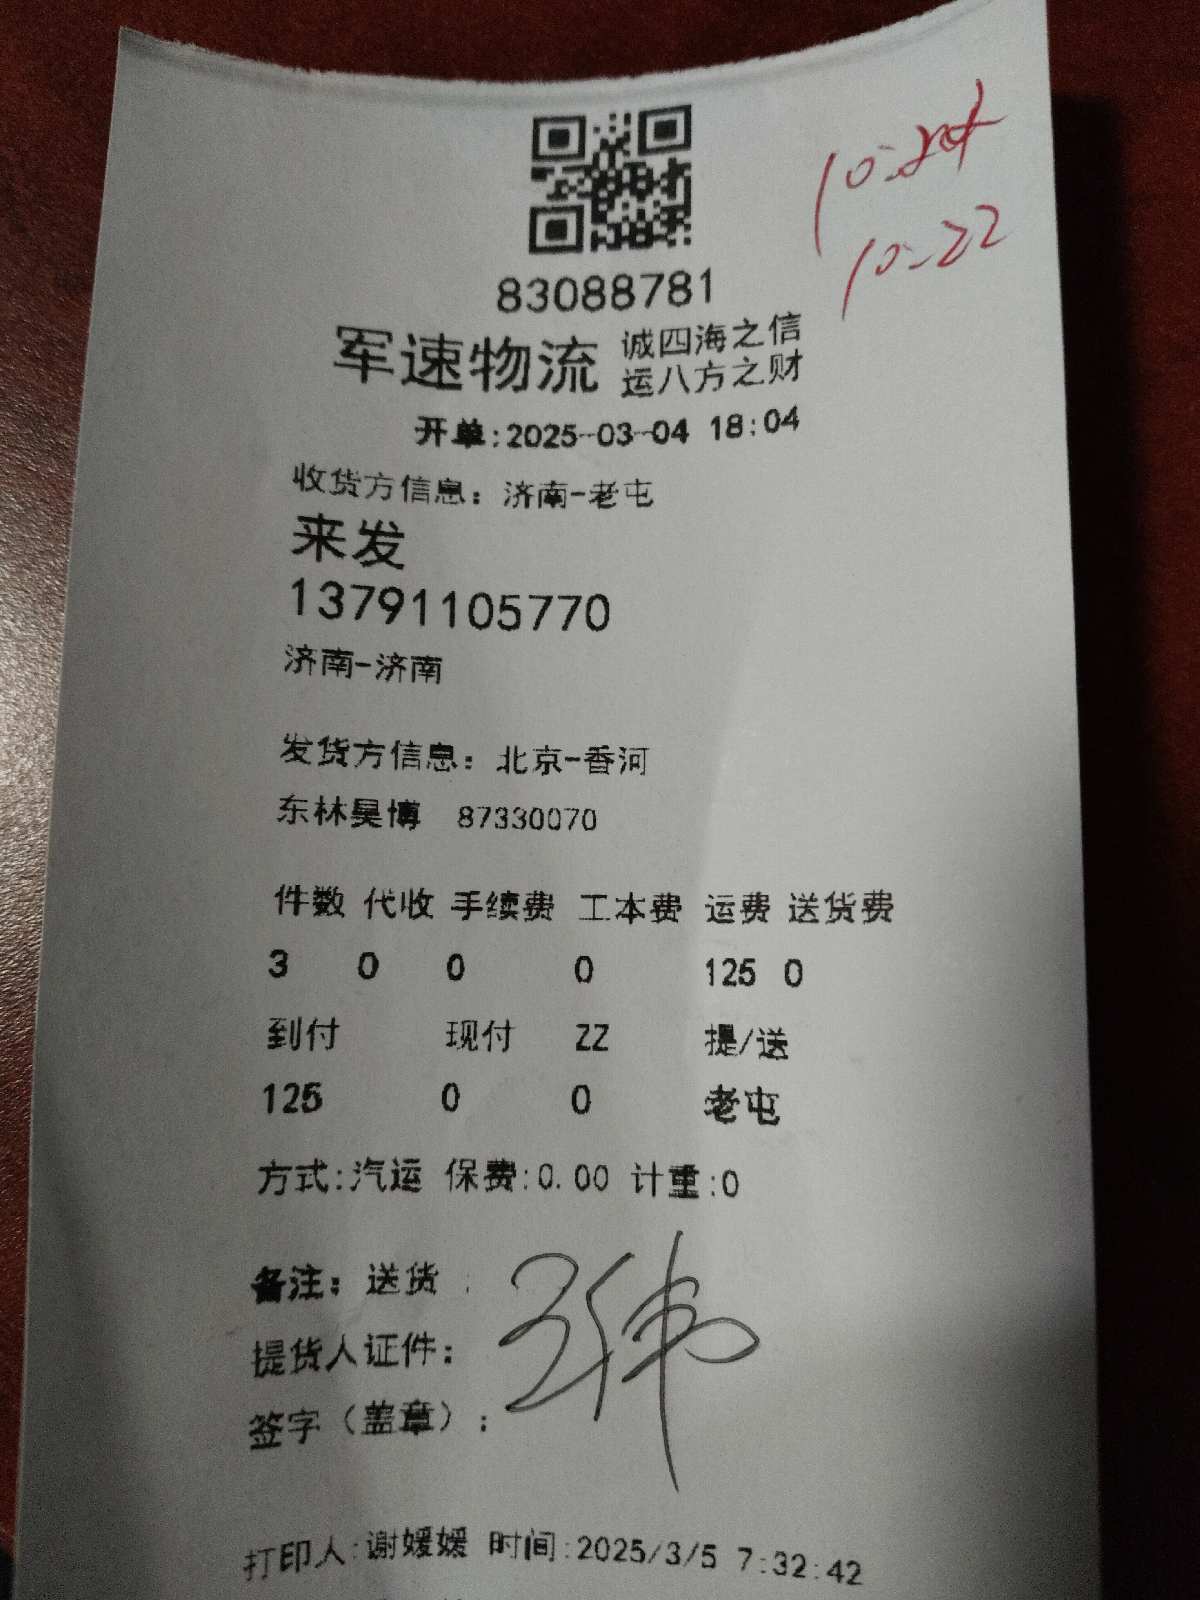 10-24
10-22
83088781
军速物流 诚四海之信
运八方之财
开单:2025-03-04 18:04
收货方信息: 济南-老屯
来发
13791105770
济南-济南
发货方信息: 北京-香河
东林昊博 87330070
件数 代收 手续费 工本费 运费 送货费
3 0 0 0 125 0
到付 现付 ZZ 提/送
125 0 0 老屯
方式:汽运 保费:0.00 计重:0
备注: 送货
提货人证件:
签字(盖章):
王伟
打印人:谢媛媛 时间:2025/3/5 7:32:42